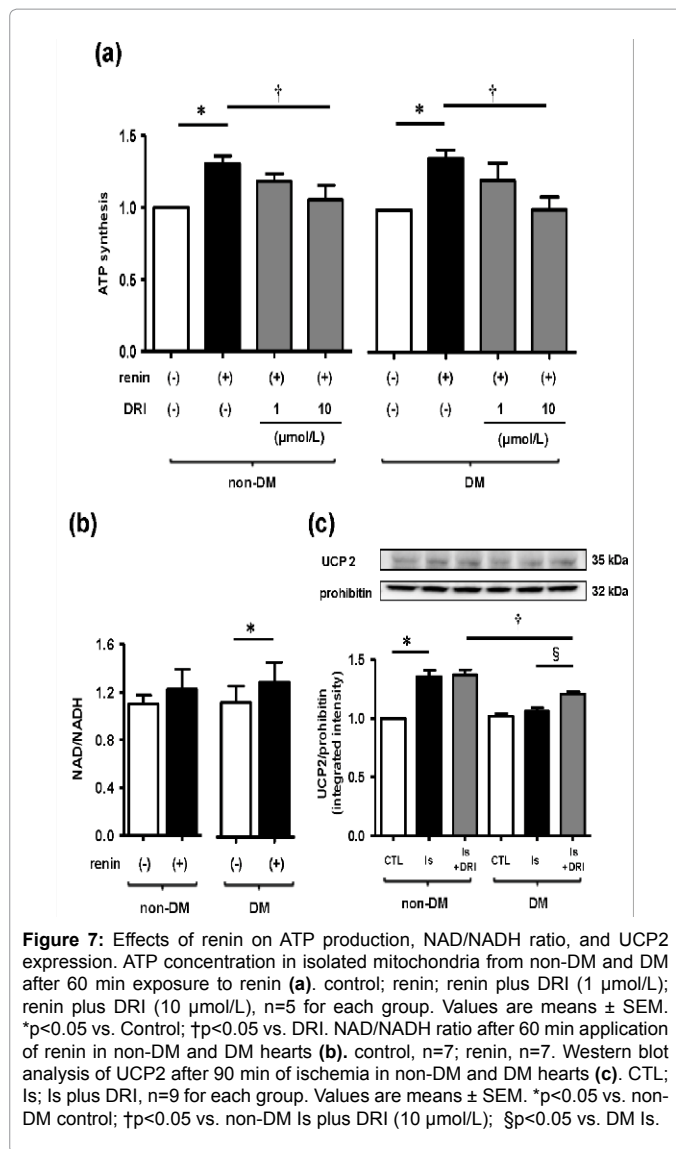 (a)
†
†
*
*
1.5
1.0
0.5
0.0
ATP synthesis
renin (-) (+) (+) (+) (-) (+) (+) (+)
DRI (-) (-) 1 10 (-) (-) 1 10
(µmol/L) (µmol/L)
non-DM DM
(b)
*
1.6
1.2
0.8
0.4
0.0
NAD/NADH
renin (-) (+) (-) (+)
non-DM DM
(c)
UCP2 35 kDa
prohibitin 32 kDa
†
*
§
1.5
1.0
0.5
0.0
UCP2/prohibitin
(integrated intensity)
CTL Is Is CTL Is Is
+DRI +DRI
non-DM DM
Figure 7: Effects of renin on ATP production, NAD/NADH ratio, and UCP2
expression. ATP concentration in isolated mitochondria from non-DM and DM
after 60 min exposure to renin (a). control; renin; renin plus DRI (1 µmol/L);
renin plus DRI (10 µmol/L), n=5 for each group. Values are means ± SEM.
*p<0.05 vs. Control; †p<0.05 vs. DRI. NAD/NADH ratio after 60 min application
of renin in non-DM and DM hearts (b). control, n=7; renin, n=7. Western blot
analysis of UCP2 after 90 min of ischemia in non-DM and DM hearts (c). CTL;
Is; Is plus DRI, n=9 for each group. Values are means ± SEM. *p<0.05 vs. non-
DM control; †p<0.05 vs. non-DM Is plus DRI (10 µmol/L); §p<0.05 vs. DM Is.